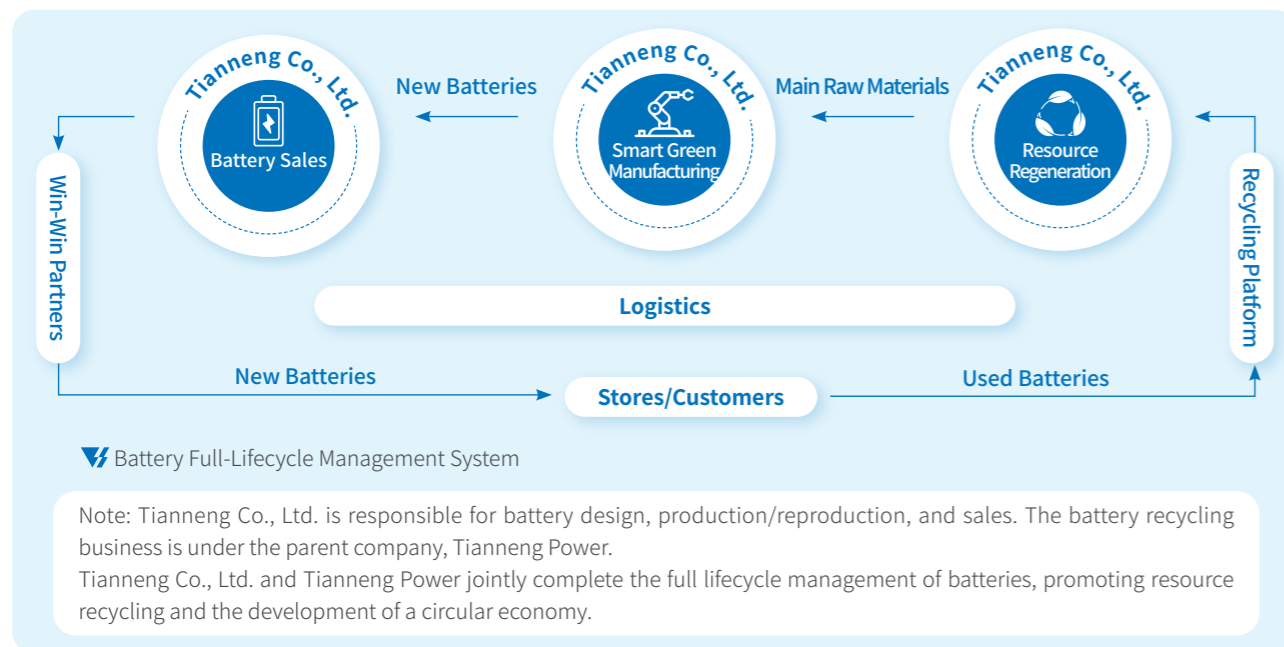 Tianneng Co., Ltd.
Battery Sales
New Batteries
Tianneng Co., Ltd.
Smart Green
Manufacturing
Main Raw Materials
Tianneng Co., Ltd.
Resource
Regeneration
Win-Win Partners
Recycling Platform
Logistics
New Batteries
Stores/Customers
Used Batteries
Battery Full-Lifecycle Management System
Note: Tianneng Co., Ltd. is responsible for battery design, production/reproduction, and sales. The battery recycling
business is under the parent company, Tianneng Power.
Tianneng Co., Ltd. and Tianneng Power jointly complete the full lifecycle management of batteries, promoting resource
recycling and the development of a circular economy.